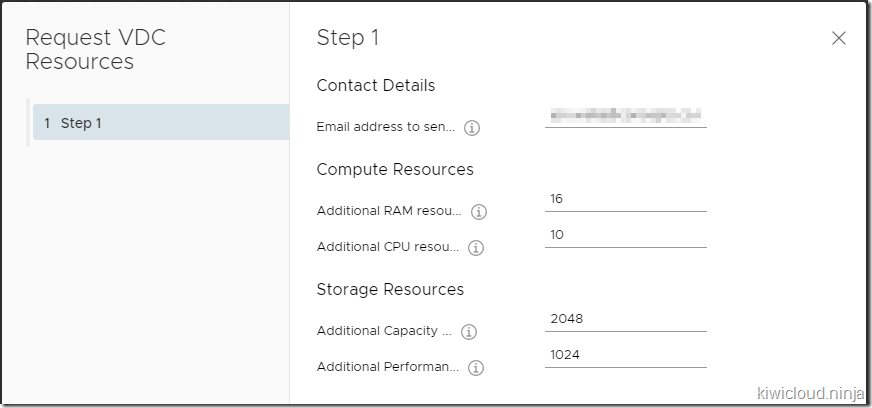 Request VDC
Resources
1 Step 1
Step 1
Contact Details
Email address to sen...
Compute Resources
Additional RAM resou...
16
Additional CPU resou...
10
Storage Resources
Additional Capacity ...
2048
Additional Performan...
1024
kiwicloud.ninja